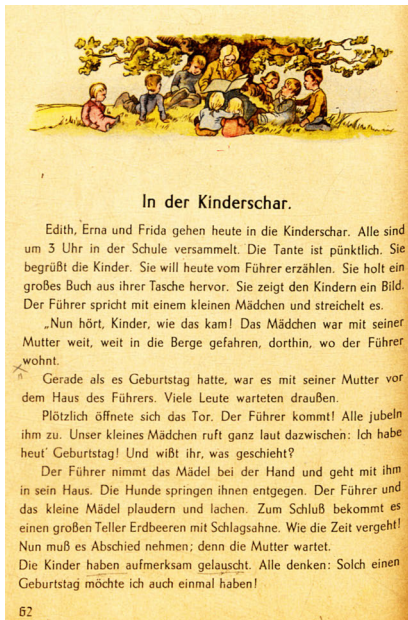 In der Kinderschar.
Edith, Erna und Frida gehen heute in die Kinderschar. Alle sind
um 3 Uhr in der Schule versammelt. Die Tante ist pünktlich. Sie
begrüßt die Kinder. Sie will heute vom Führer erzählen. Sie holt ein
großes Buch aus ihrer Tasche hervor. Sie zeigt den Kindern ein Bild.
Der Führer spricht mit einem kleinen Mädchen und streichelt es.
„Nun hört, Kinder, wie das kam! Das Mädchen war mit seiner
Mutter weit, weit in die Berge gefahren, dorthin, wo der Führer
wohnt.
Gerade als es Geburtstag hatte, war es mit seiner Mutter vor
dem Haus des Führers. Viele Leute warteten draußen.
Plötzlich öffnete sich das Tor. Der Führer kommt! Alle jubeln
ihm zu. Unser kleines Mädchen ruft ganz laut dazwischen: Ich habe
heut' Geburtstag! Und wißt ihr, was geschieht?
Der Führer nimmt das Mädel bei der Hand und geht mit ihm
in sein Haus. Die Hunde springen ihnen entgegen. Der Führer und
das kleine Mädel plaudern und lachen. Zum Schluß bekommt es
einen großen Teller Erdbeeren mit Schlagsahne. Wie die Zeit vergeht!
Nun muß es Abschied nehmen; denn die Mutter wartet.
Die Kinder haben aufmerksam gelauscht. Alle denken: Solch einen
Geburtstag möchte ich auch einmal haben!
62